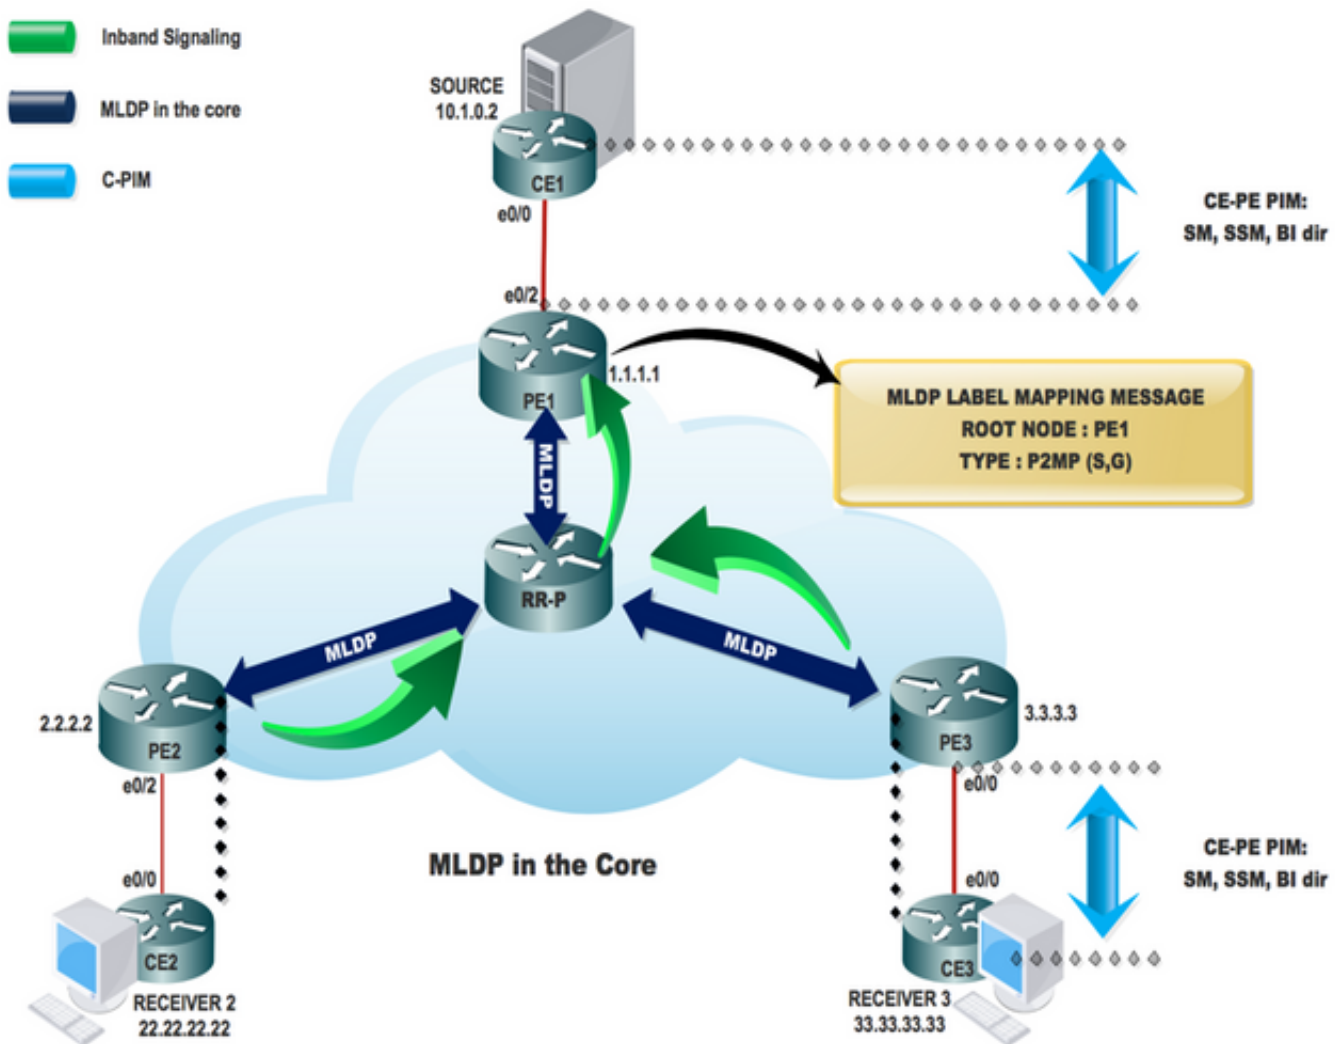 Inband Signaling
MLDP in the core
C-PIM
SOURCE
10.1.0.2
CE1
e0/0
CE-PE PIM:
SM, SSM, BI dir
e0/2
PE1
1.1.1.1
MLDP LABEL MAPPING MESSAGE
ROOT NODE : PE1
TYPE : P2MP (S,G)
MLDP
RR-P
MLDP
MLDP
2.2.2.2
PE2
e0/2
3.3.3.3
PE3
e0/0
MLDP in the Core
CE-PE PIM:
SM, SSM, BI dir
e0/0
CE2
RECEIVER 2
22.22.22.22
e0/0
CE3
RECEIVER 3
33.33.33.33